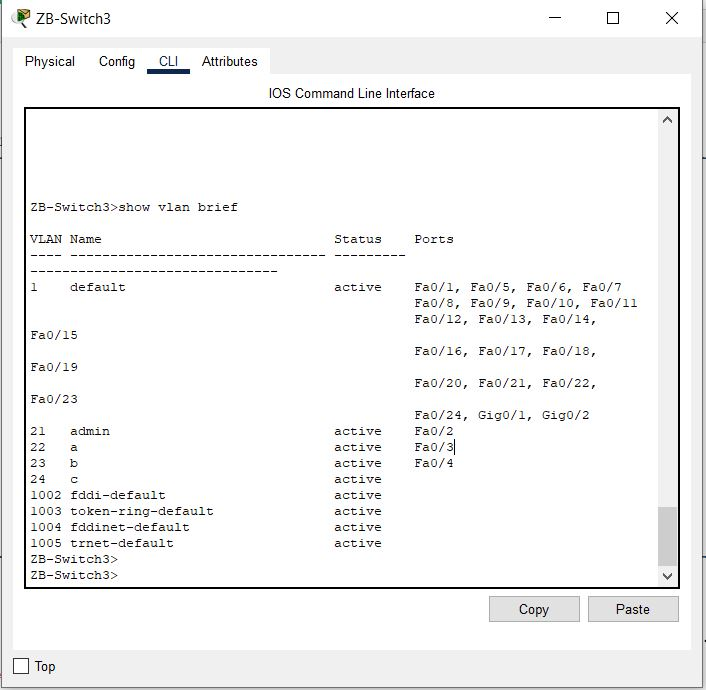 ZB-Switch3
Physical Config CLI Attributes
IOS Command Line Interface
ZB-Switch3>show vlan brief
VLAN Name Status Ports
---- -------------------------------- ---------
-------------------------------
1 default active Fa0/1, Fa0/5, Fa0/6, Fa0/7
Fa0/8, Fa0/9, Fa0/10, Fa0/11
Fa0/12, Fa0/13, Fa0/14,
Fa0/15
Fa0/16, Fa0/17, Fa0/18,
Fa0/19
Fa0/20, Fa0/21, Fa0/22,
Fa0/23
Fa0/24, Gig0/1, Gig0/2
21 admin active Fa0/2
22 a active Fa0/3
23 b active Fa0/4
24 c active
1002 fddi-default active
1003 token-ring-default active
1004 fddinet-default active
1005 trnet-default active
ZB-Switch3>
ZB-Switch3>
Copy Paste
Top